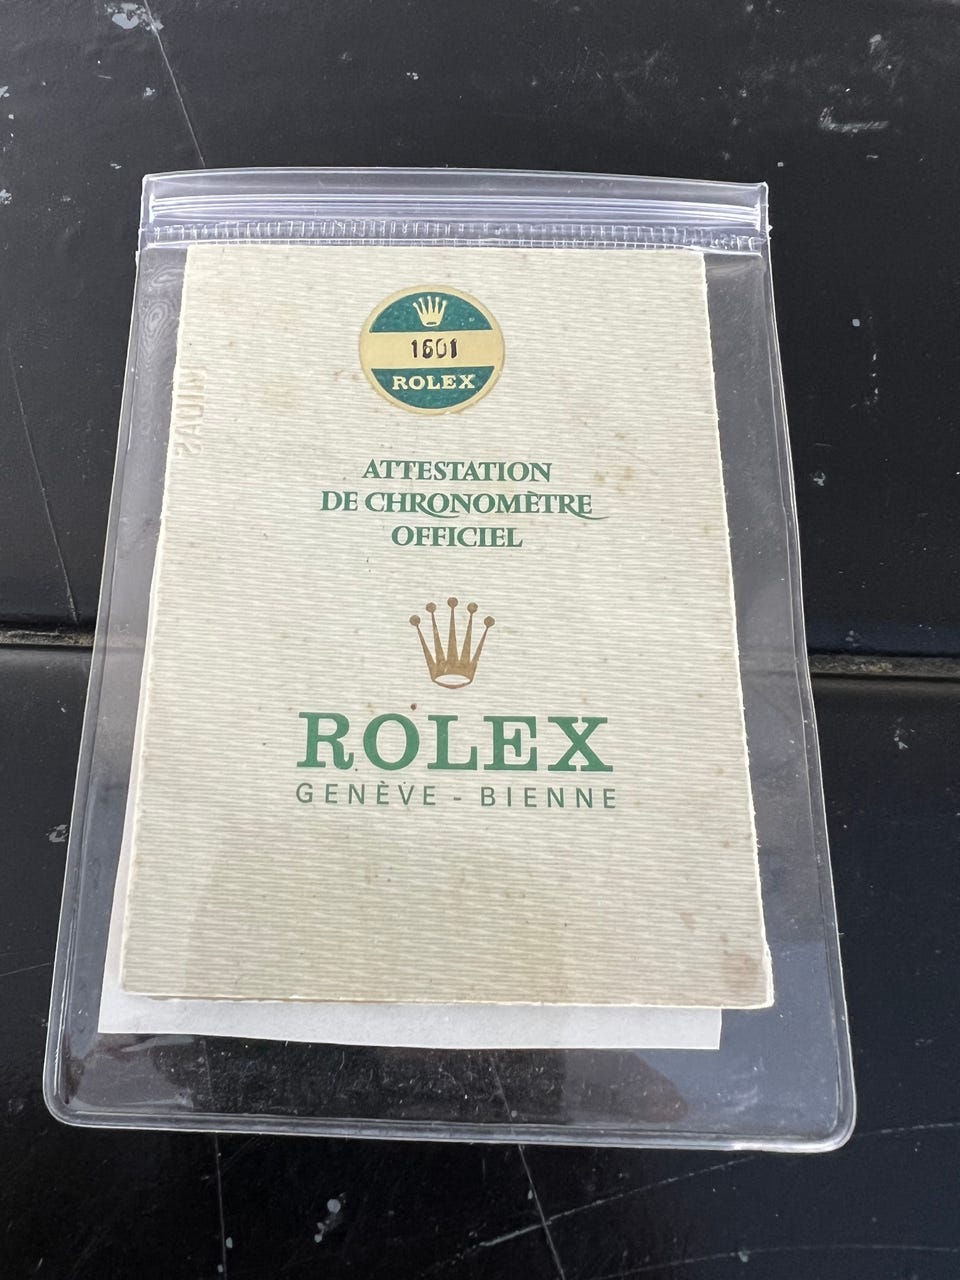 1601
ROLEX
ATTESTATION
DE CHRONOMÈTRE
OFFICIEL
ROLEX
GENÈVE - BIENNE